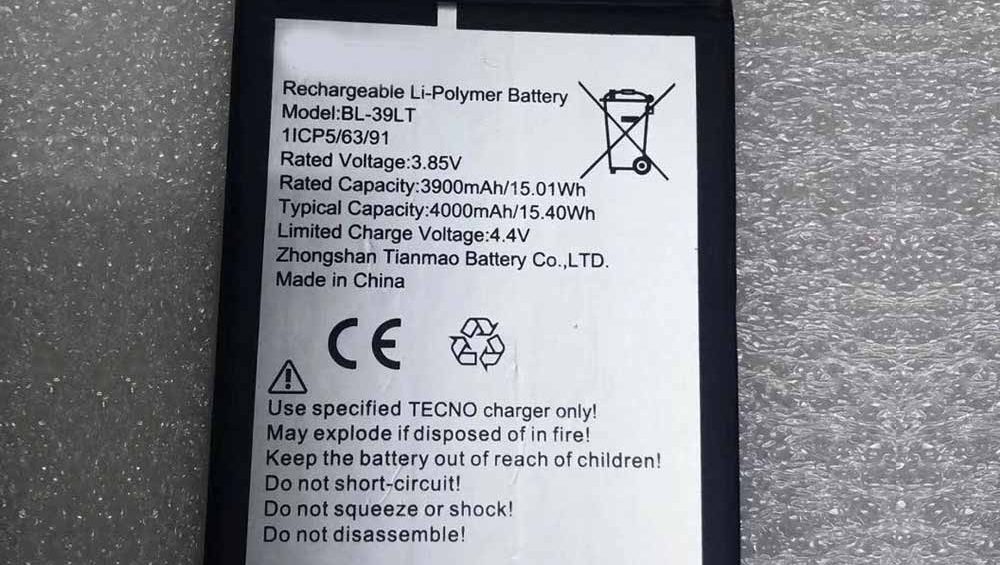 Rechargeable Li-Polymer Battery
Model:BL-39LT
1ICP5/63/91
Rated Voltage:3.85V
Rated Capacity:3900mAh/15.01Wh
Typical Capacity:4000mAh/15.40Wh
Limited Charge Voltage:4.4V
Zhongshan Tianmao Battery Co.,LTD.
Made in China
CE
Use specified TECNO charger only!
May explode if disposed of in fire!
Keep the battery out of reach of children!
Do not short-circuit!
Do not squeeze or shock!
Do not disassemble!